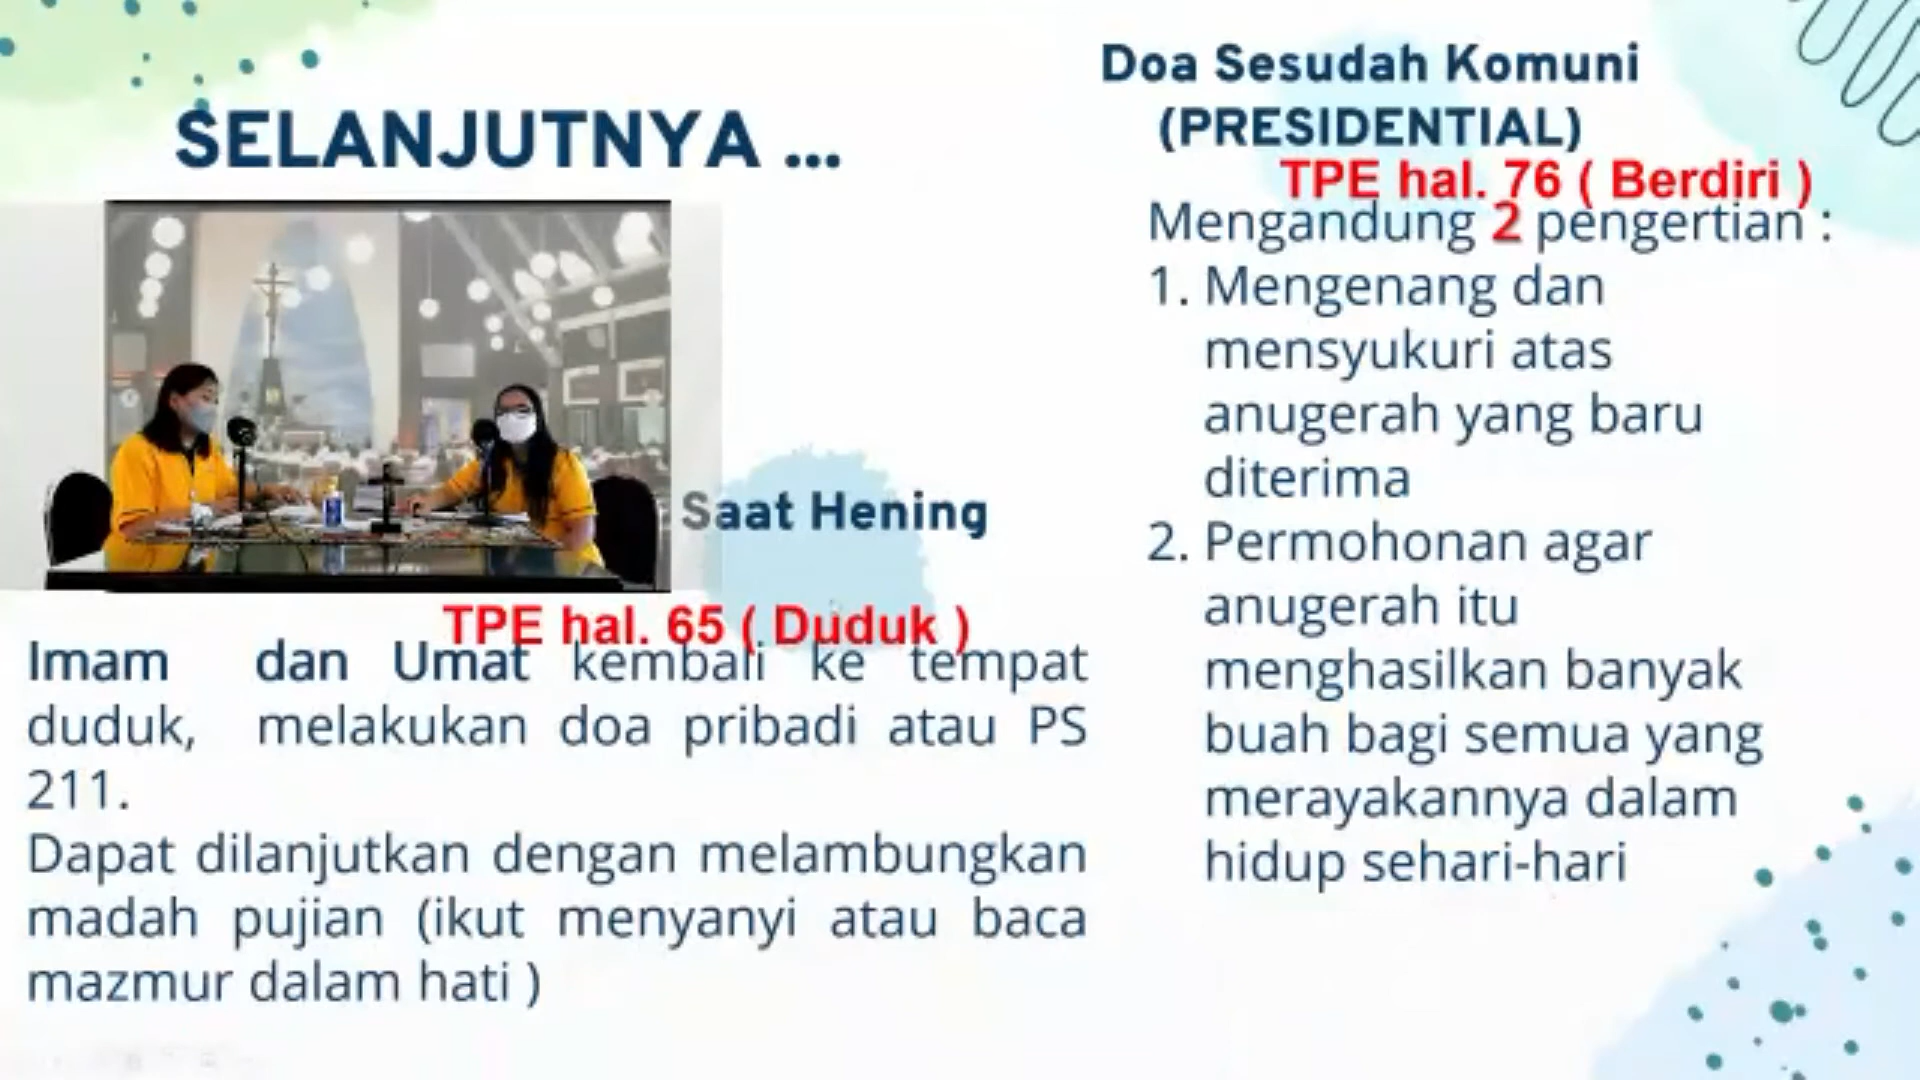 SELANJUTNYA ...
Saat Hening
TPE hal. 65 ( Duduk )
Imam dan Umat kembali ke tempat
duduk, melakukan doa pribadi atau PS
211.
Dapat dilanjutkan dengan melambungkan
madah pujian (ikut menyanyi atau baca
mazmur dalam hati )
Doa Sesudah Komuni
(PRESIDENTIAL)
TPE hal. 76 ( Berdiri )
Mengandung 2 pengertian :
1. Mengenang dan
mensyukuri atas
anugerah yang baru
diterima
2. Permohonan agar
anugerah itu
menghasilkan banyak
buah bagi semua yang
merayakannya dalam
hidup sehari-hari